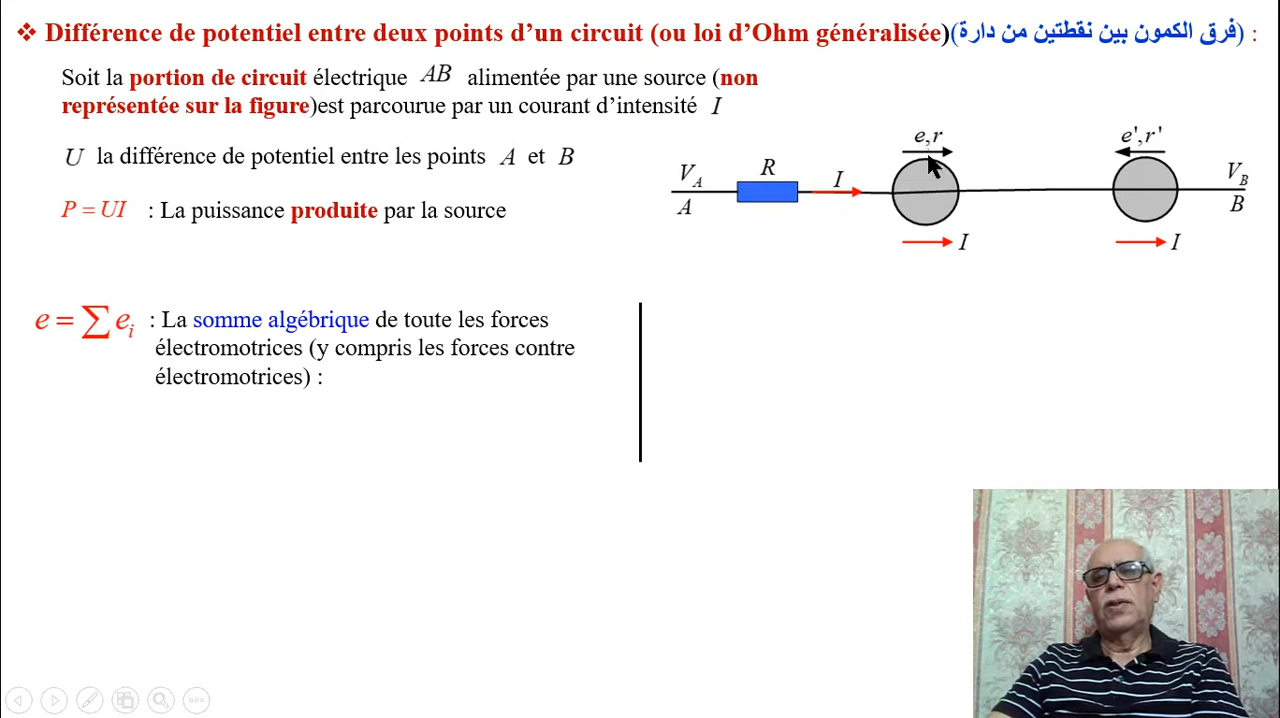 ❖ Différence de potentiel entre deux points d’un circuit (ou loi d’Ohm généralisée)(فرق الكمون بين نقطتين من دارة) :
Soit la portion de circuit électrique AB alimentée par une source (non
représentée sur la figure)est parcourue par un courant d’intensité I
U la différence de potentiel entre les points A et B
P = UI : La puissance produite par la source
e = ∑ e_i : La somme algébrique de toute les forces
électromotrices (y compris les forces contre
électromotrices) :
e,r
e',r'
V_A
R
I
V_B
A
B
I
I